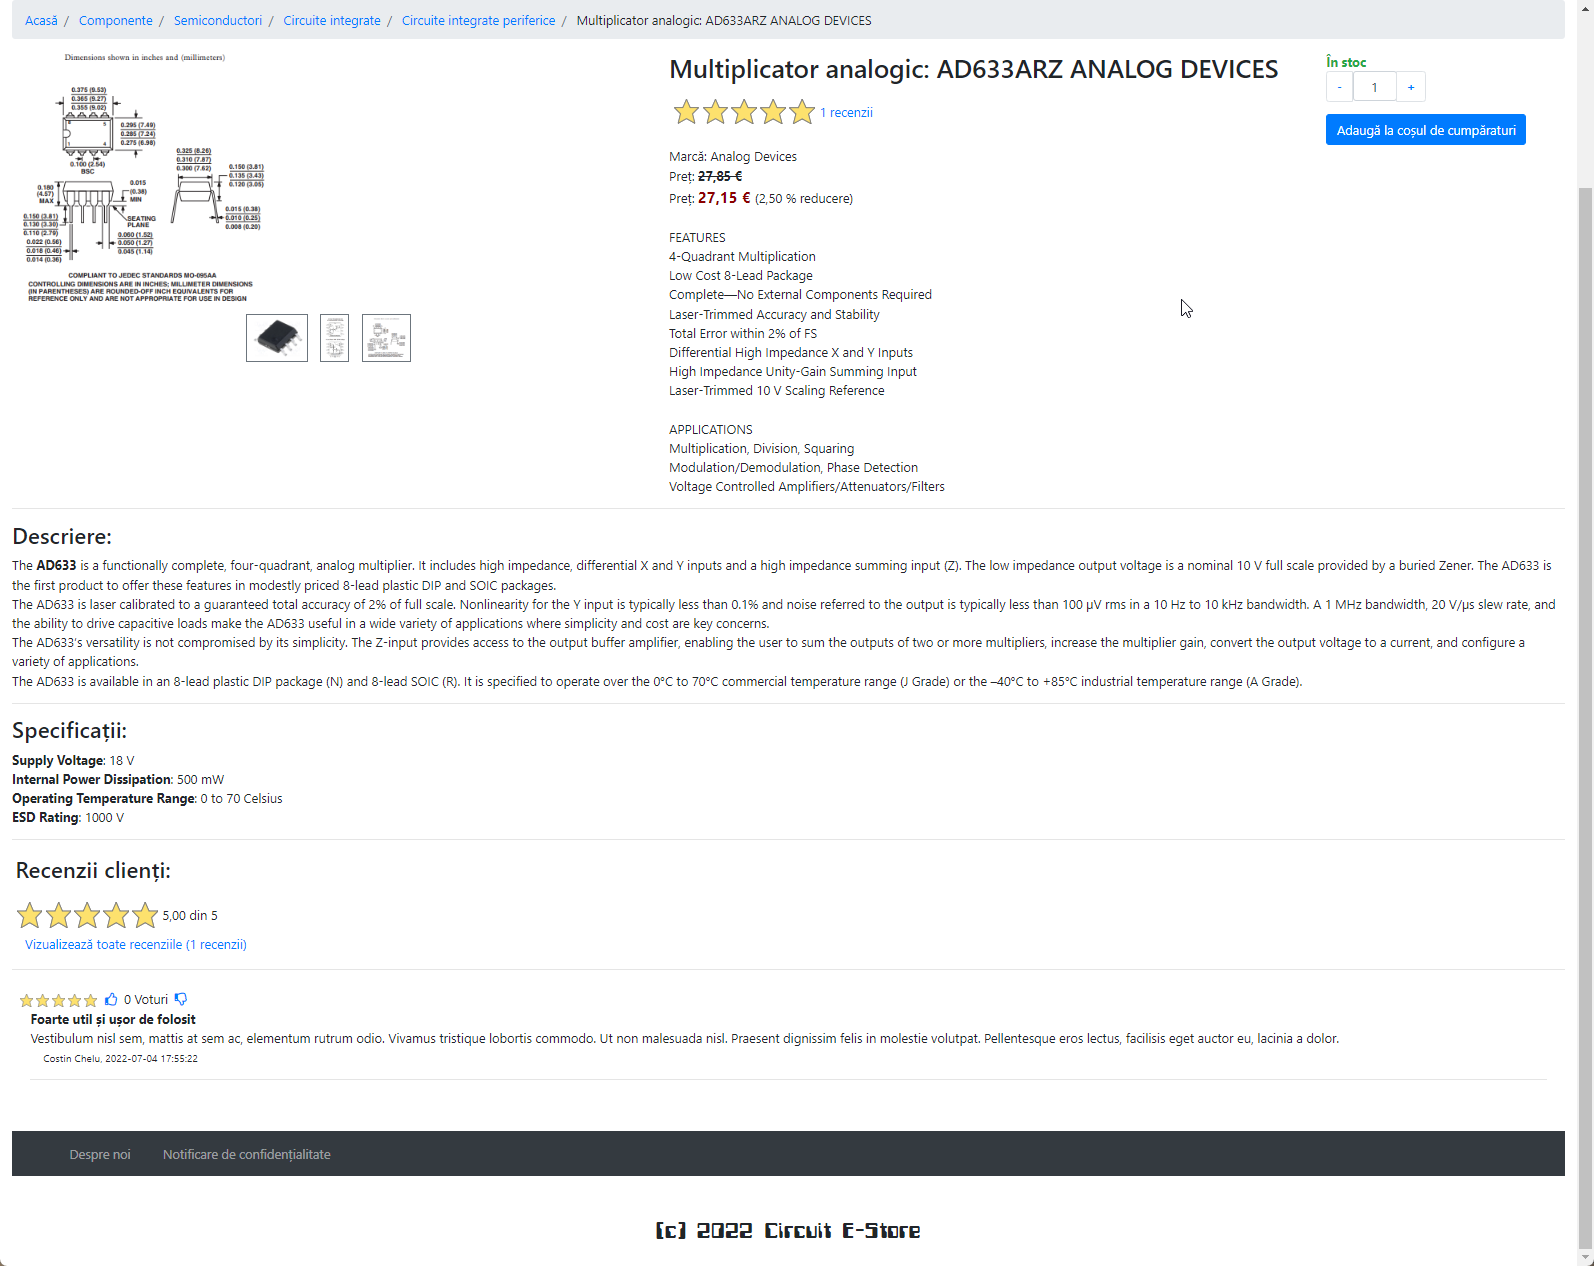 Acasă / Componente / Semiconductori / Circuite integrate / Circuite integrate periferice / Multiplicator analogic: AD633ARZ ANALOG DEVICES
Dimensions shown in inches and (millimeters)
0.375 (9.53)
0.365 (9.27)
0.355 (9.02)
8
5
1
4
0.295 (7.49)
0.285 (7.24)
0.275 (6.98)
0.100 (2.54)
BSC
0.325 (8.26)
0.310 (7.87)
0.300 (7.62)
0.150 (3.81)
0.135 (3.43)
0.120 (3.05)
0.180
(4.57)
MAX
0.015
(0.38)
MIN
0.150 (3.81)
0.130 (3.30)
0.110 (2.79)
SEATING
PLANE
0.022 (0.56)
0.018 (0.46)
0.014 (0.36)
0.060 (1.52)
0.050 (1.27)
0.045 (1.14)
0.015 (0.38)
0.010 (0.25)
0.008 (0.20)
COMPLIANT TO JEDEC STANDARDS MO-095AA
CONTROLLING DIMENSIONS ARE IN INCHES; MILLIMETER DIMENSIONS
(IN PARENTHESES) ARE ROUNDED-OFF INCH EQUIVALENTS FOR
REFERENCE ONLY AND ARE NOT APPROPRIATE FOR USE IN DESIGN
Multiplicator analogic: AD633ARZ ANALOG DEVICES
1 recenzii
Marcă: Analog Devices
Preț: 27,85 €
Preț: 27,15 € (2,50 % reducere)
FEATURES
4-Quadrant Multiplication
Low Cost 8-Lead Package
Complete—No External Components Required
Laser-Trimmed Accuracy and Stability
Total Error within 2% of FS
Differential High Impedance X and Y Inputs
High Impedance Unity-Gain Summing Input
Laser-Trimmed 10 V Scaling Reference
APPLICATIONS
Multiplication, Division, Squaring
Modulation/Demodulation, Phase Detection
Voltage Controlled Amplifiers/Attenuators/Filters
În stoc
- 1 +
Adaugă la coșul de cumpăraturi
Descriere:
The AD633 is a functionally complete, four-quadrant, analog multiplier. It includes high impedance, differential X and Y inputs and a high impedance summing input (Z). The low impedance output voltage is a nominal 10 V full scale provided by a buried Zener. The AD633 is
the first product to offer these features in modestly priced 8-lead plastic DIP and SOIC packages.
The AD633 is laser calibrated to a guaranteed total accuracy of 2% of full scale. Nonlinearity for the Y input is typically less than 0.1% and noise referred to the output is typically less than 100 µV rms in a 10 Hz to 10 kHz bandwidth. A 1 MHz bandwidth, 20 V/µs slew rate, and
the ability to drive capacitive loads make the AD633 useful in a wide variety of applications where simplicity and cost are key concerns.
The AD633's versatility is not compromised by its simplicity. The Z-input provides access to the output buffer amplifier, enabling the user to sum the outputs of two or more multipliers, increase the multiplier gain, convert the output voltage to a current, and configure a
variety of applications.
The AD633 is available in an 8-lead plastic DIP package (N) and 8-lead SOIC (R). It is specified to operate over the 0°C to 70°C commercial temperature range (J Grade) or the –40°C to +85°C industrial temperature range (A Grade).
Specificații:
Supply Voltage: 18 V
Internal Power Dissipation: 500 mW
Operating Temperature Range: 0 to 70 Celsius
ESD Rating: 1000 V
Recenzii clienți:
5,00 din 5
Vizualizează toate recenziile (1 recenzii)
0 Voturi
Foarte util și ușor de folosit
Vestibulum nisl sem, mattis at sem ac, elementum rutrum odio. Vivamus tristique lobortis commodo. Ut non malesuada nisl. Praesent dignissim felis in molestie volutpat. Pellentesque eros lectus, facilisis eget auctor eu, lacinia a dolor.
Costin Chelu, 2022-07-04 17:55:22
Despre noi
Notificare de confidențialitate
(c) 2022 Circuit E-Store